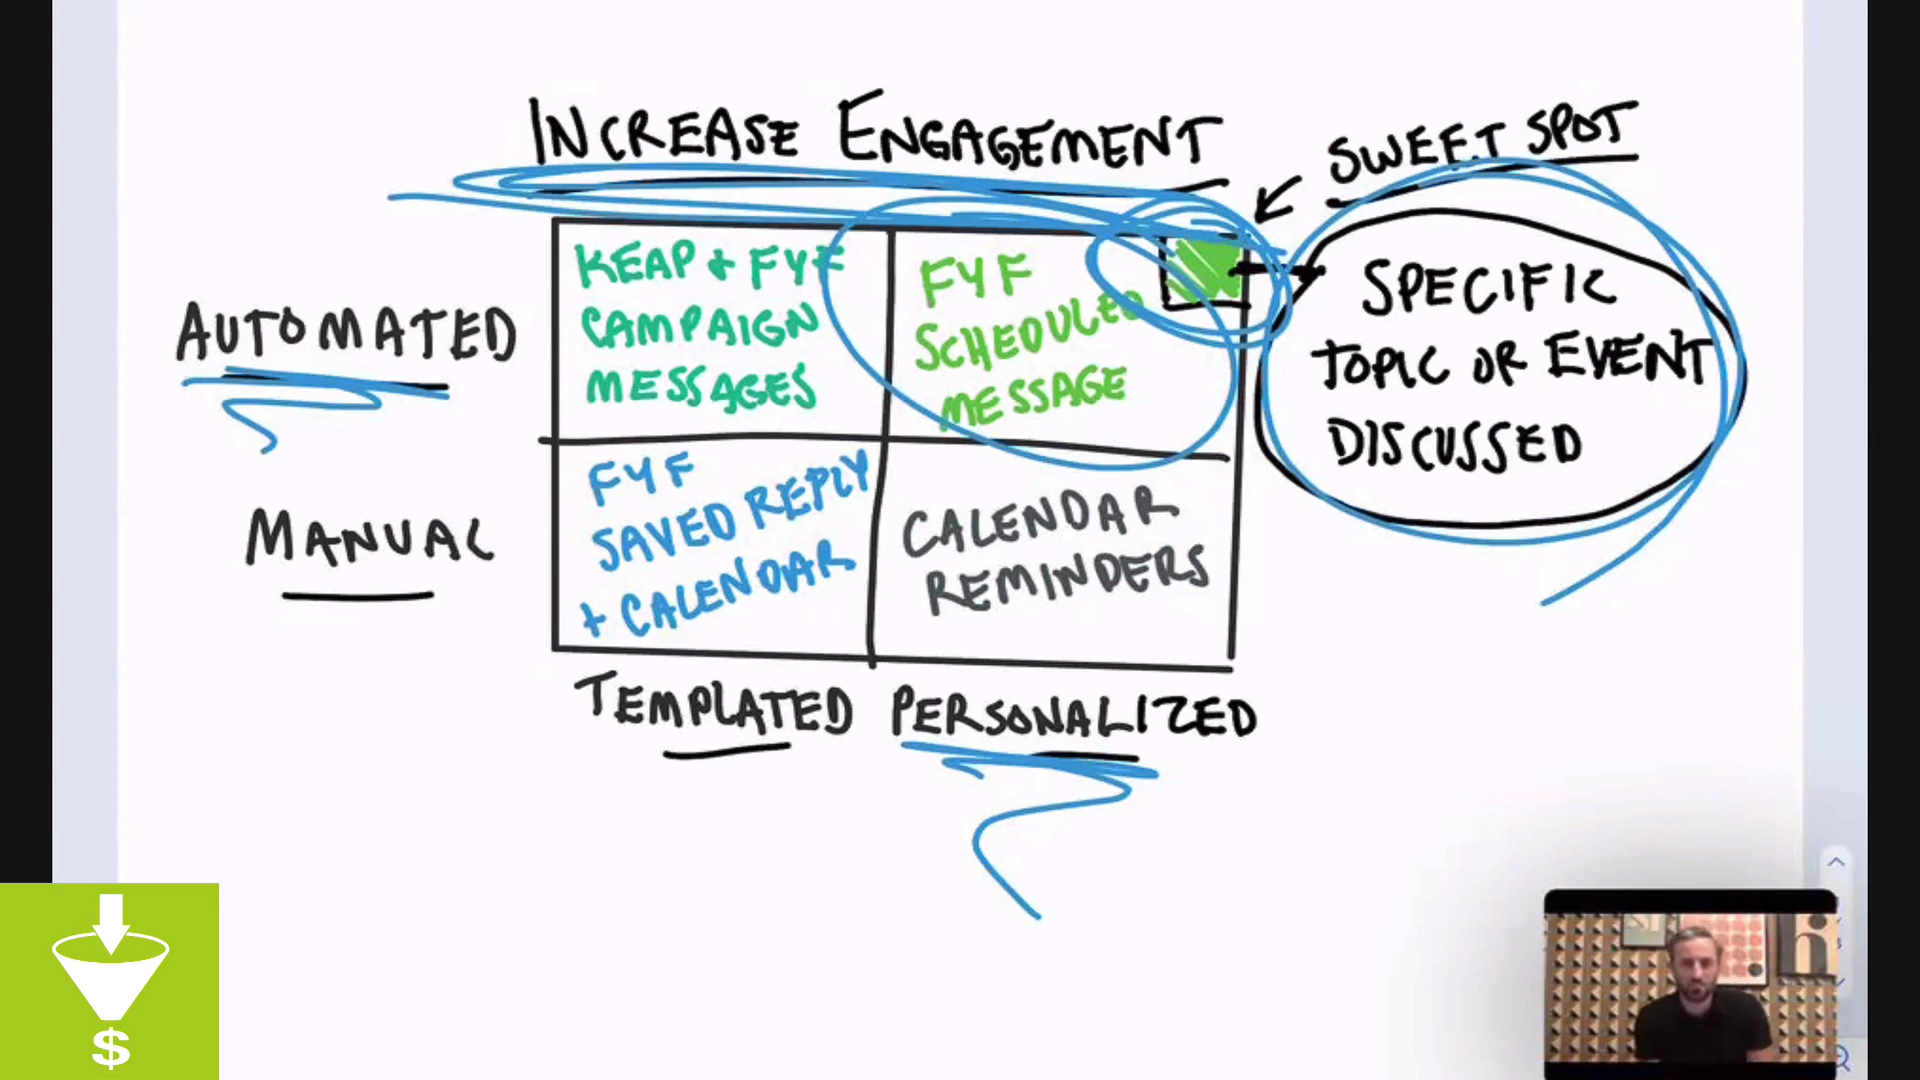 INCREASE ENGAGEMENT
SWEET SPOT
AUTOMATED
KEAP + FYF
CAMPAIGN
MESSAGES
FYF
SCHEDULED
MESSAGE
SPECIFIC
TOPIC OR EVENT
DISCUSSED
MANUAL
FYF
SAVED REPLY
+ CALENDAR
CALENDAR
REMINDERS
TEMPLATED
PERSONALIZED
$
hi